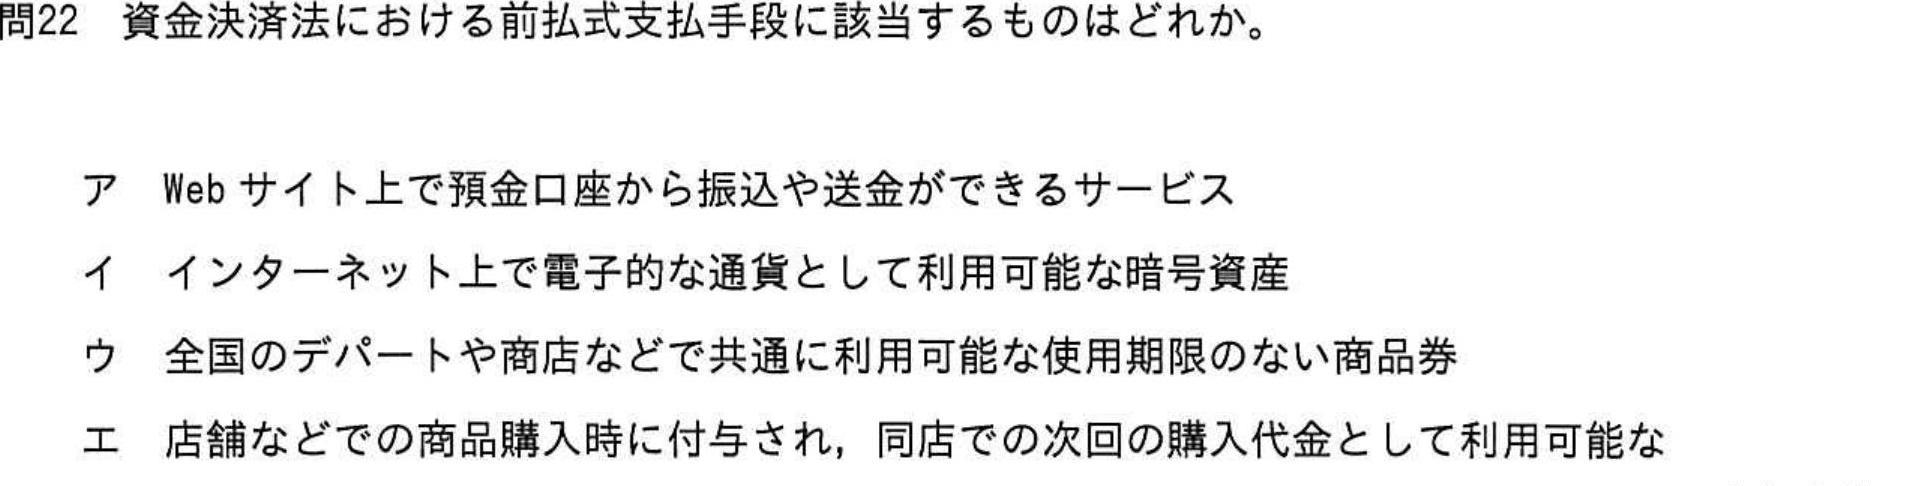 問22　資金決済法における前払式支払手段に該当するものはどれか。
ア　Web サイト上で預金口座から振込や送金ができるサービス
イ　インターネット上で電子的な通貨として利用可能な暗号資産
ウ　全国のデパートや商店などで共通に利用可能な使用期限のない商品券
エ　店舗などでの商品購入時に付与され，同店での次回の購入代金として利用可能な